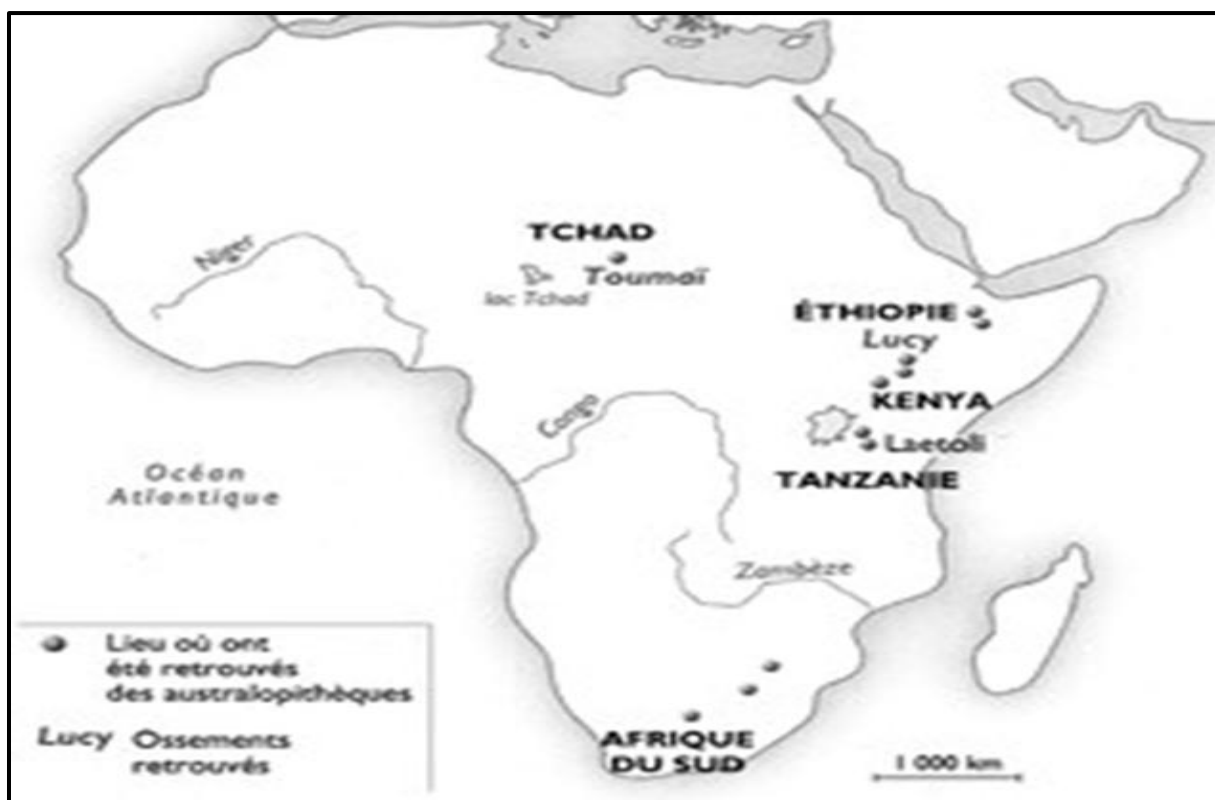 TCHAD
Niger
Toumaï
lac Tchad
ÉTHIOPIE
Lucy
KENYA
Congo
Laetoli
Océan
Atlantique
TANZANIE
Zambèze
Lieu où ont
été retrouvés
des australopithèques
Lucy Ossements
retrouvés
AFRIQUE
DU SUD
1 000 km